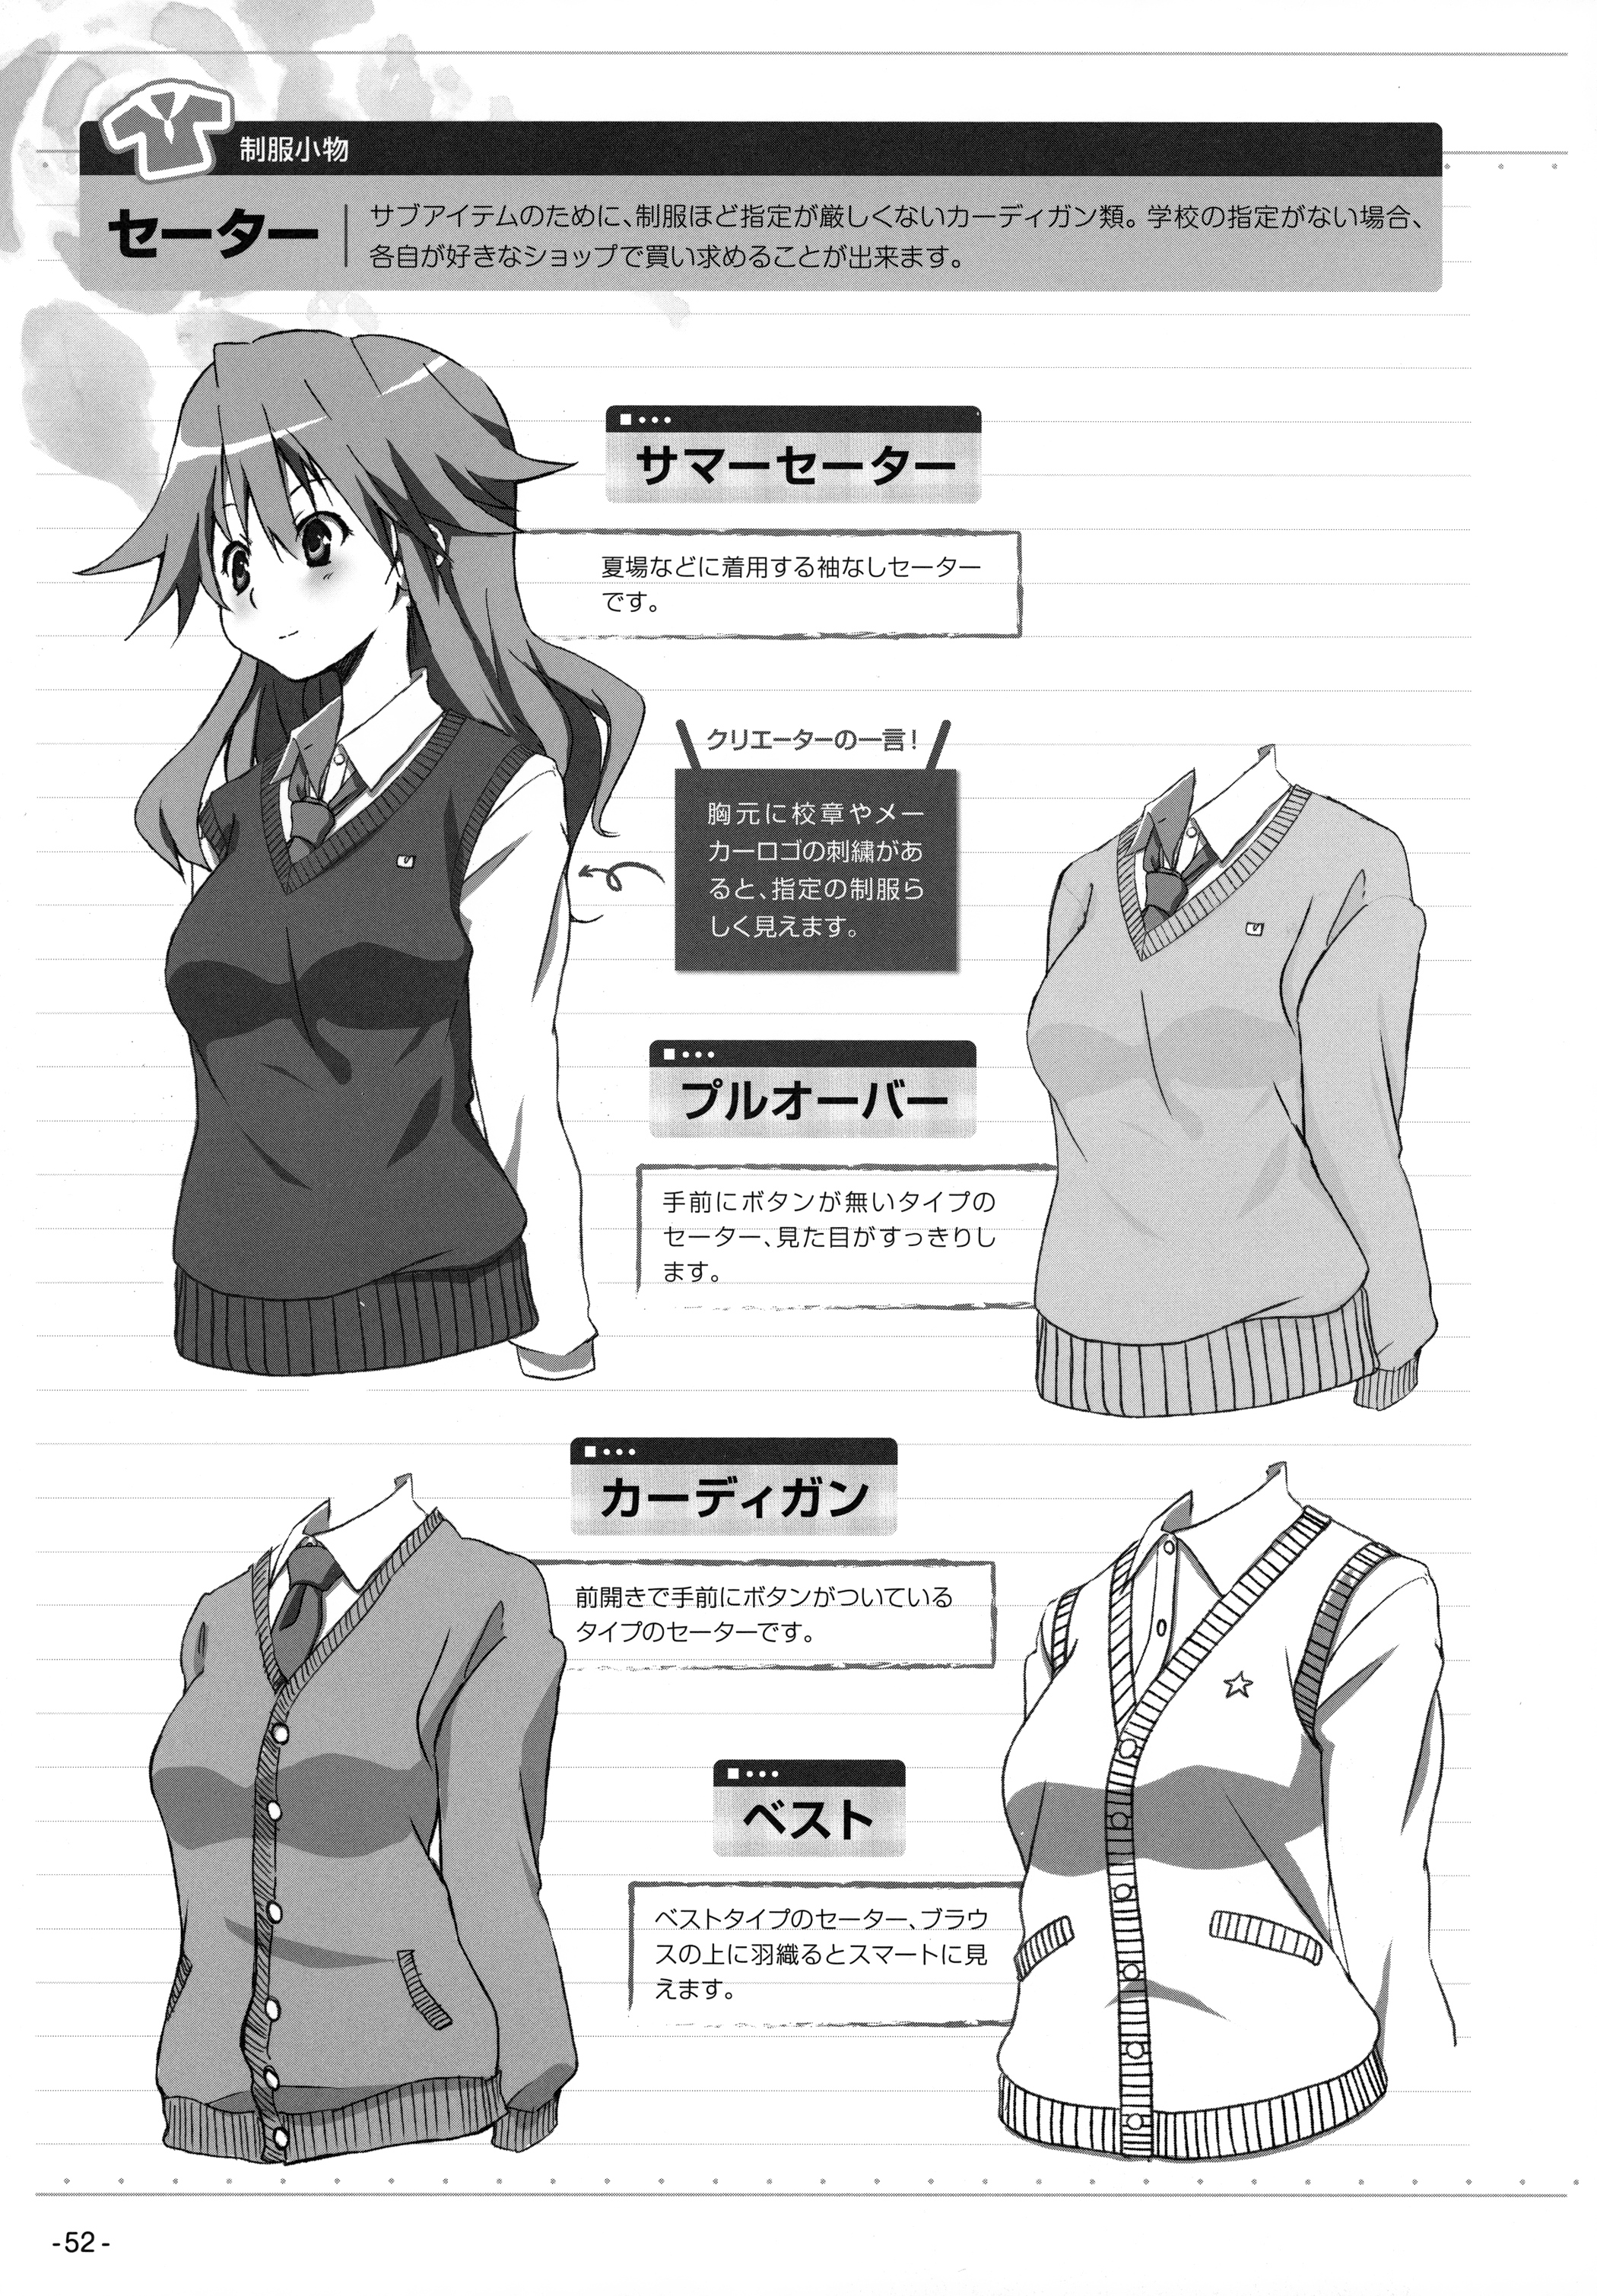 制服小物
セーター
サブアイテムのために、制服ほど指定が厳しくないカーディガン類。学校の指定がない場合、
各自が好きなショップで買い求めることが出来ます。
サマーセーター
夏場などに着用する袖なしセーター
です。
クリエーターの一言!
胸元に校章やメー
カーロゴの刺繍があ
ると、指定の制服ら
しく見えます。
プルオーバー
手前にボタンが無いタイプの
セーター、見た目がすっきりし
ます。
カーディガン
前開きで手前にボタンがついている
タイプのセーターです。
ベスト
ベストタイプのセーター、ブラウ
スの上に羽織るとスマートに見
えます。
-52-